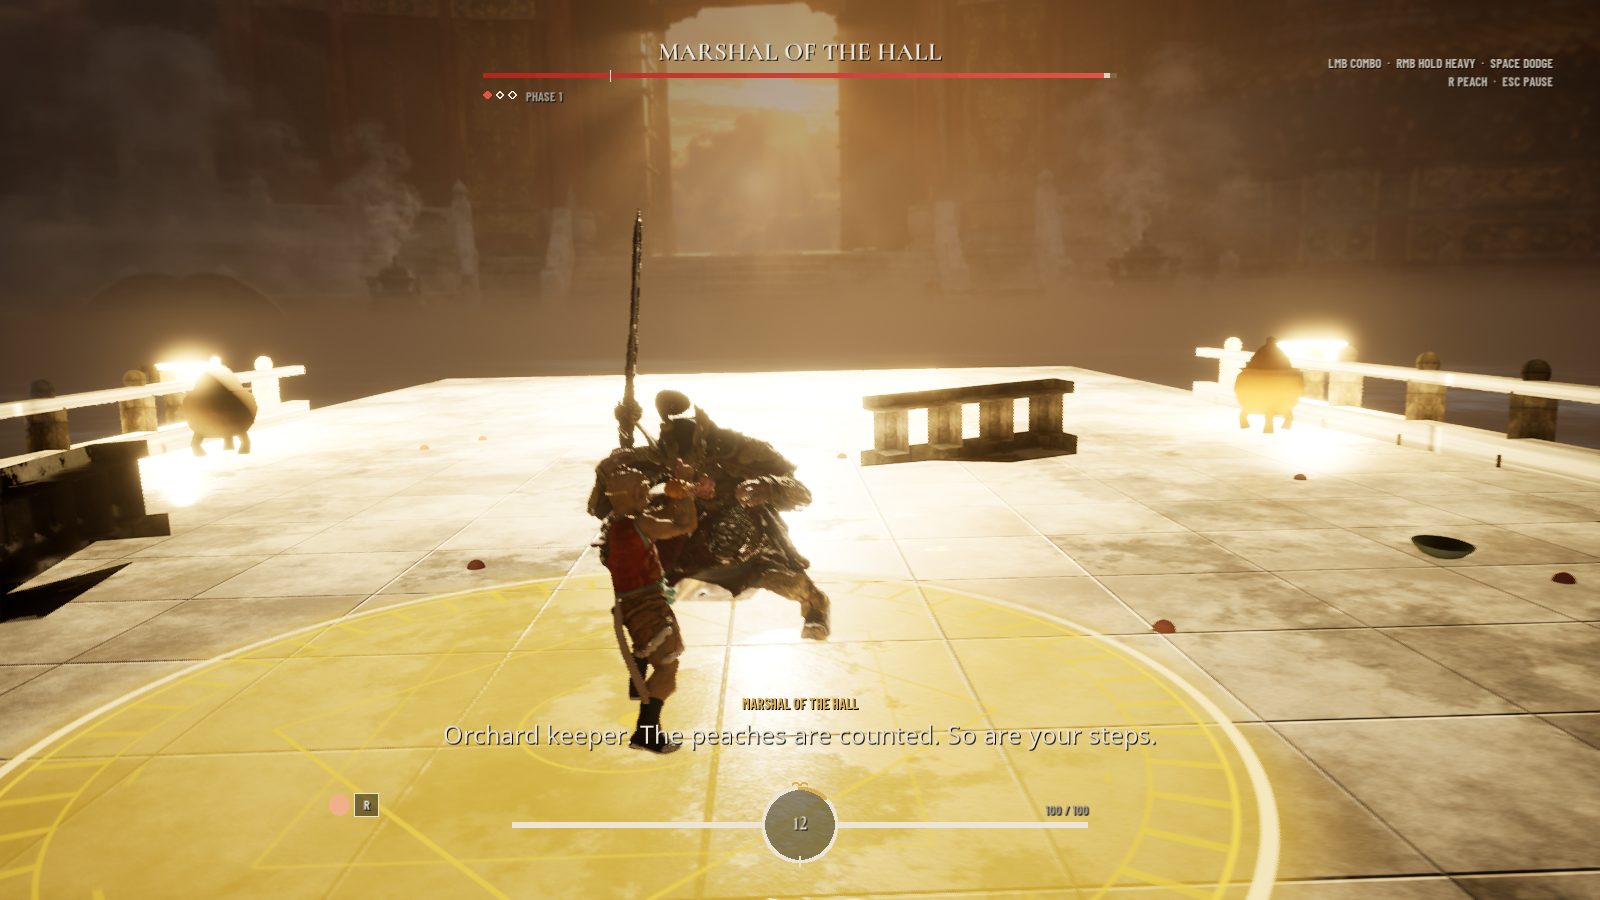 MARSHAL OF THE HALL
LMB COMBO · RMB HOLD HEAVY · SPACE DODGE
R PEACH · ESC PAUSE
PHASE 1
MARSHAL OF THE HALL
Orchard keeper. The peaches are counted. So are your steps.
R
12
100 / 100